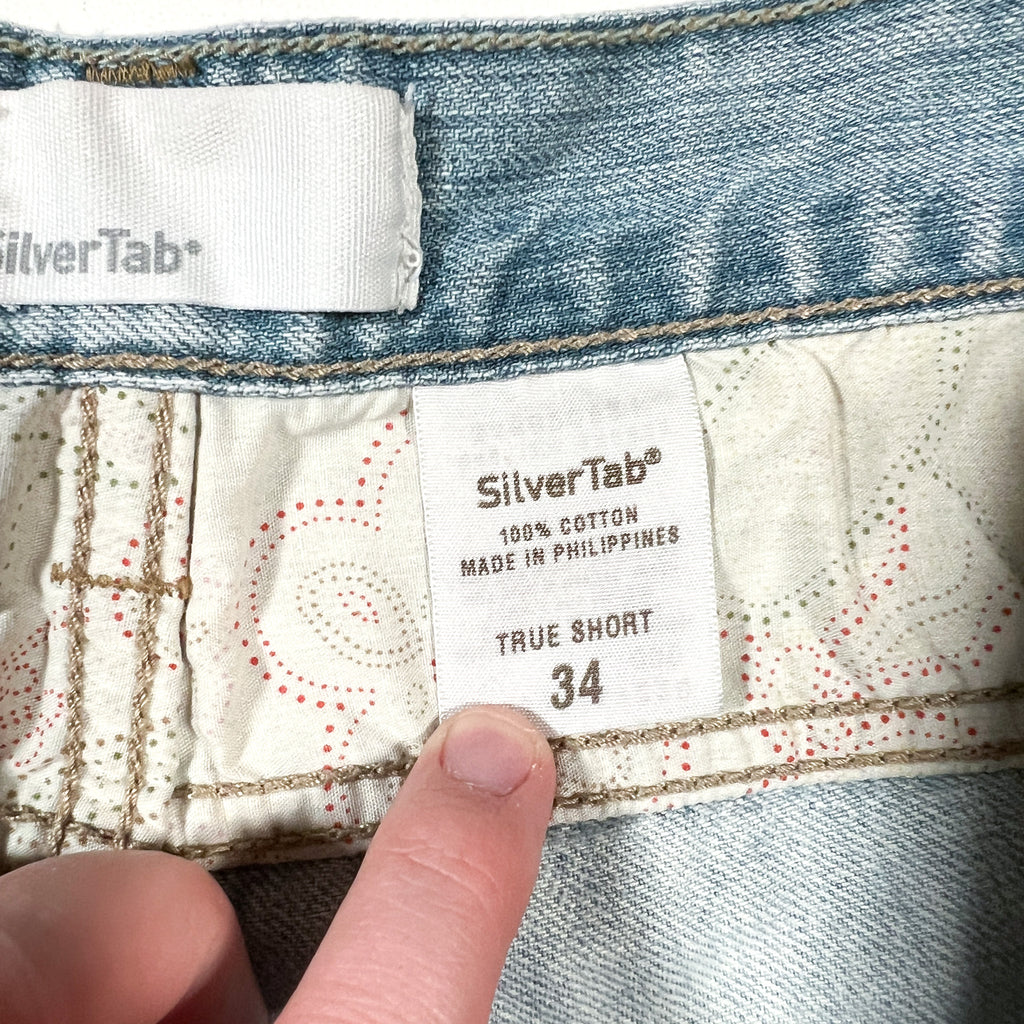 SilverTab
SilverTab®
100% COTTON
MADE IN PHILIPPINES
TRUE SHORT
34